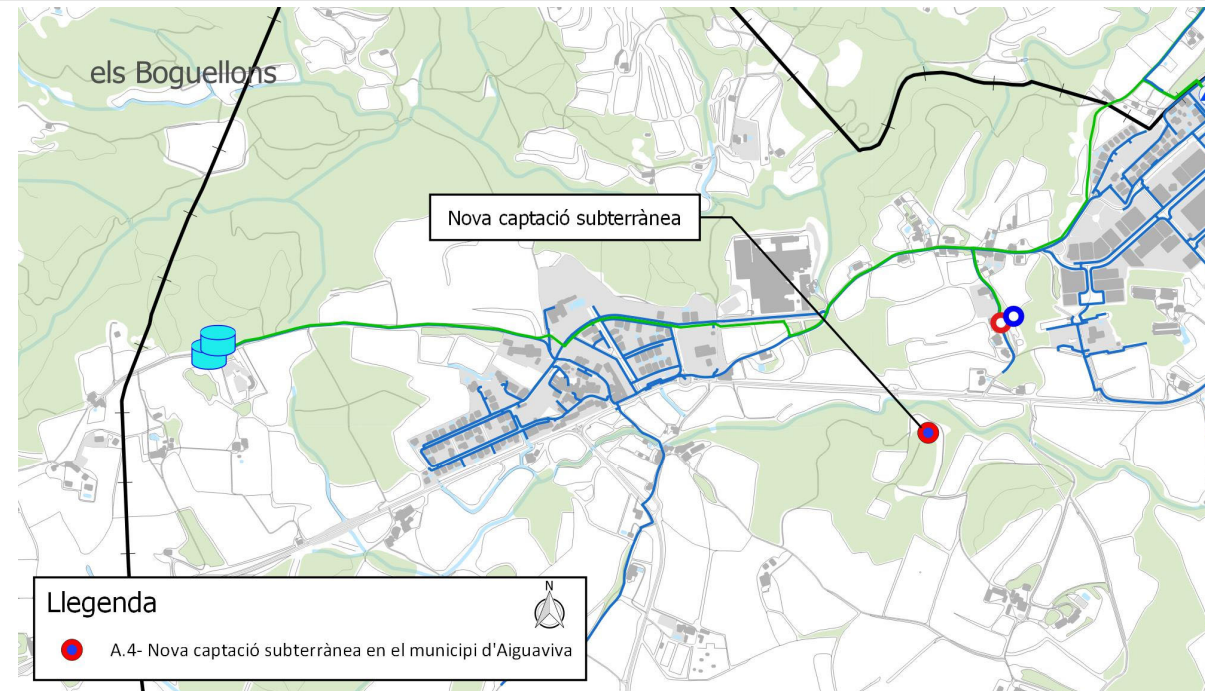 els Boguellons
Nova captació subterrànea
Llegenda
N
A.4- Nova captació subterrànea en el municipi d'Aiguaviva